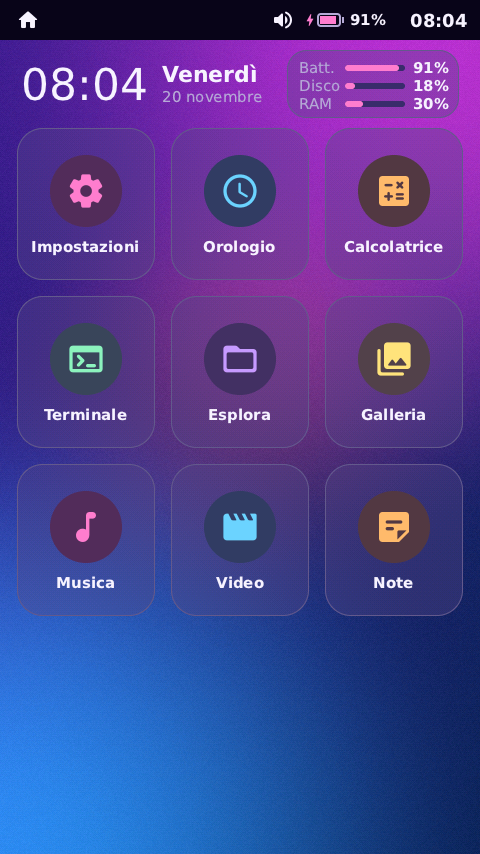 91% 08:04
08:04 Venerdì
20 novembre
Batt. 91%
Disco 18%
RAM 30%
Impostazioni Orologio Calcolatrice
Terminale Esplora Galleria
Musica Video Note